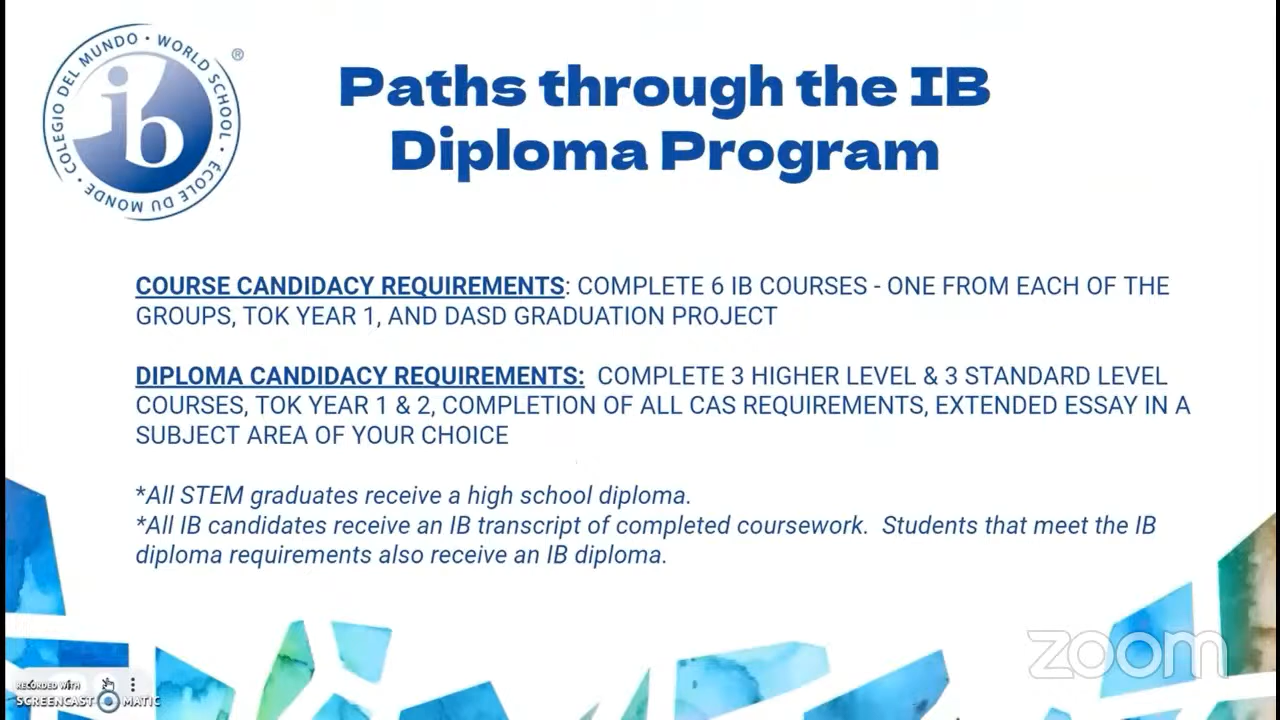 COLEGIO DEL MUNDO · WORLD SCHOOL · ÉCOLE DU MONDE ·
ib
®
Paths through the IB
Diploma Program
COURSE CANDIDACY REQUIREMENTS: COMPLETE 6 IB COURSES - ONE FROM EACH OF THE
GROUPS, TOK YEAR 1, AND DASD GRADUATION PROJECT
DIPLOMA CANDIDACY REQUIREMENTS: COMPLETE 3 HIGHER LEVEL & 3 STANDARD LEVEL
COURSES, TOK YEAR 1 & 2, COMPLETION OF ALL CAS REQUIREMENTS, EXTENDED ESSAY IN A
SUBJECT AREA OF YOUR CHOICE
*All STEM graduates receive a high school diploma.
*All IB candidates receive an IB transcript of completed coursework. Students that meet the IB
diploma requirements also receive an IB diploma.
zoom
RECORDED WITH
SCREENCAST MATIC